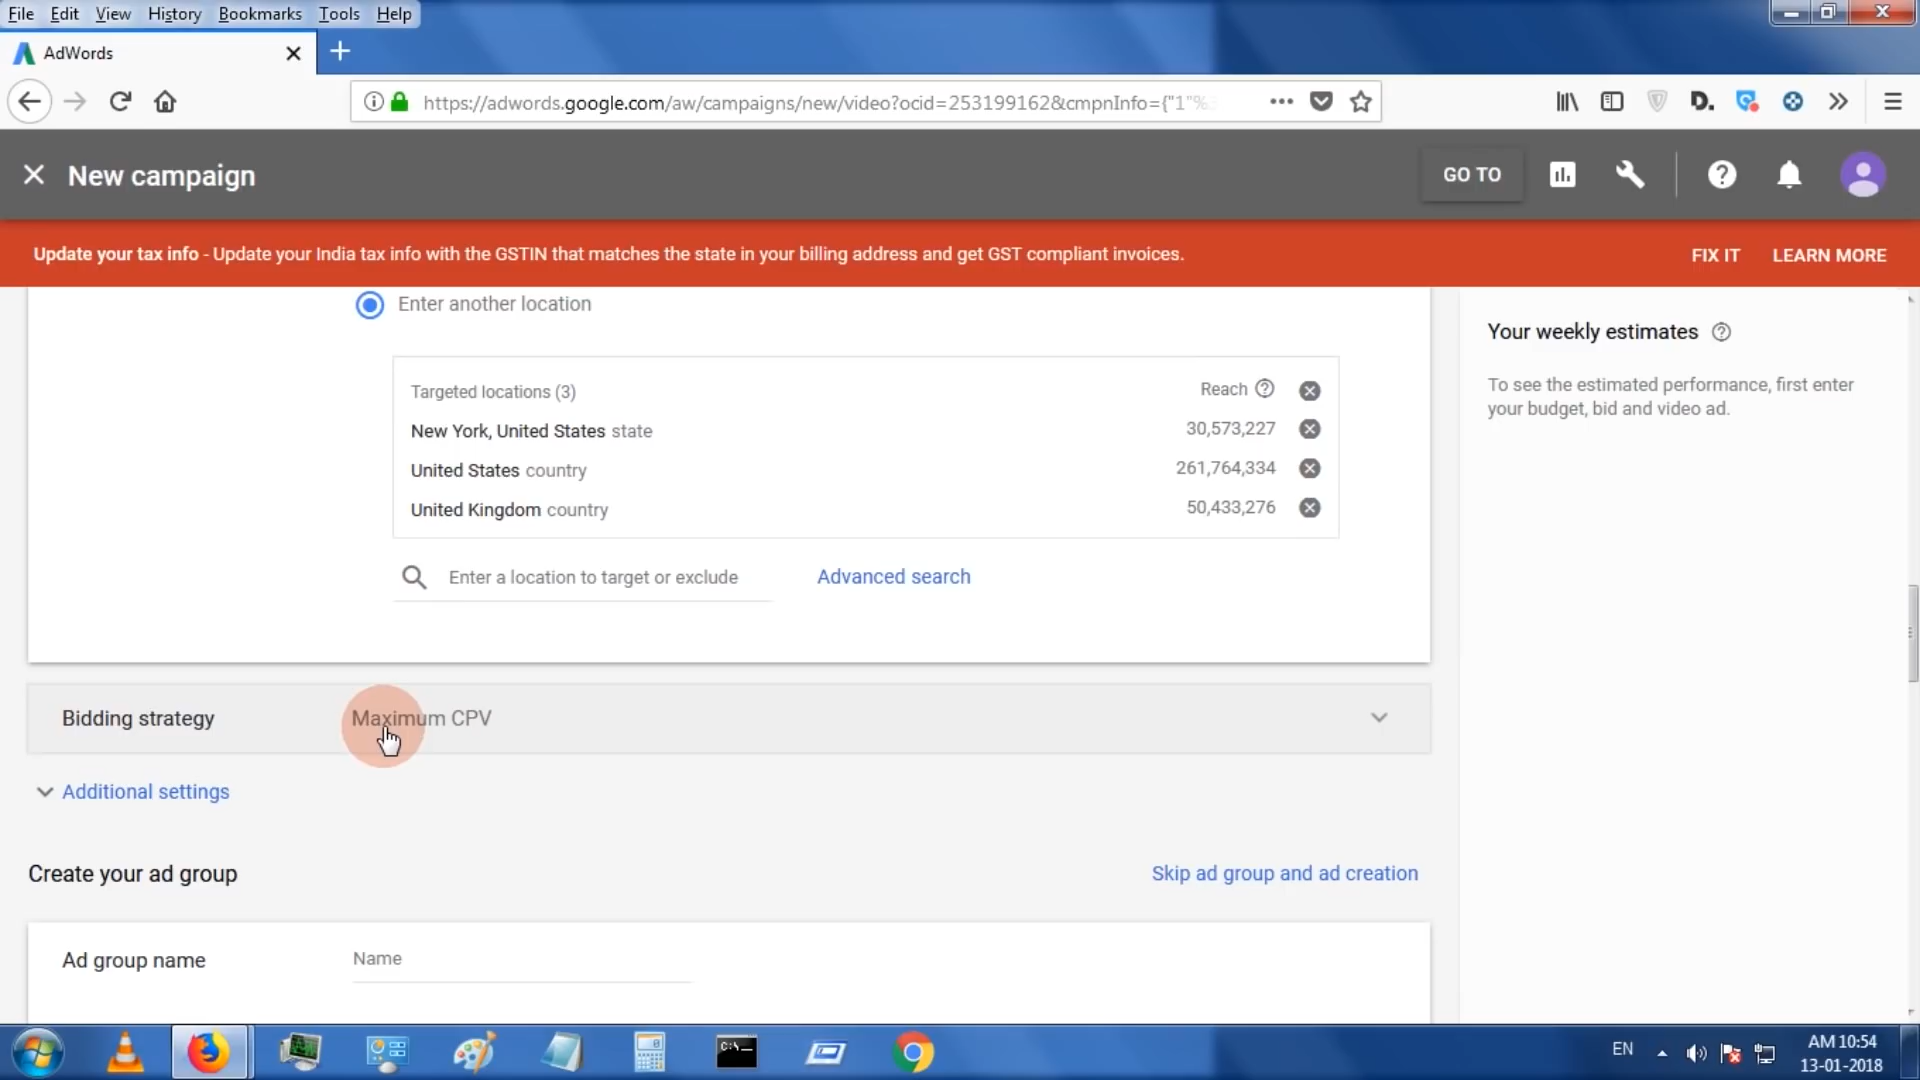 File Edit View History Bookmarks Tools Help
AdWords
https://adwords.google.com/aw/campaigns/new/video?ocid=253199162&cmpnInfo={"1"%
New campaign
GO TO
Update your tax info - Update your India tax info with the GSTIN that matches the state in your billing address and get GST compliant invoices.
FIX IT LEARN MORE
Enter another location
Your weekly estimates
To see the estimated performance, first enter
your budget, bid and video ad.
Targeted locations (3) Reach
New York, United States state 30,573,227
United States country 261,764,334
United Kingdom country 50,433,276
Enter a location to target or exclude Advanced search
Bidding strategy Maximum CPV
Additional settings
Create your ad group Skip ad group and ad creation
Ad group name Name
D.
C:\
EN
AM 10:54
13-01-2018